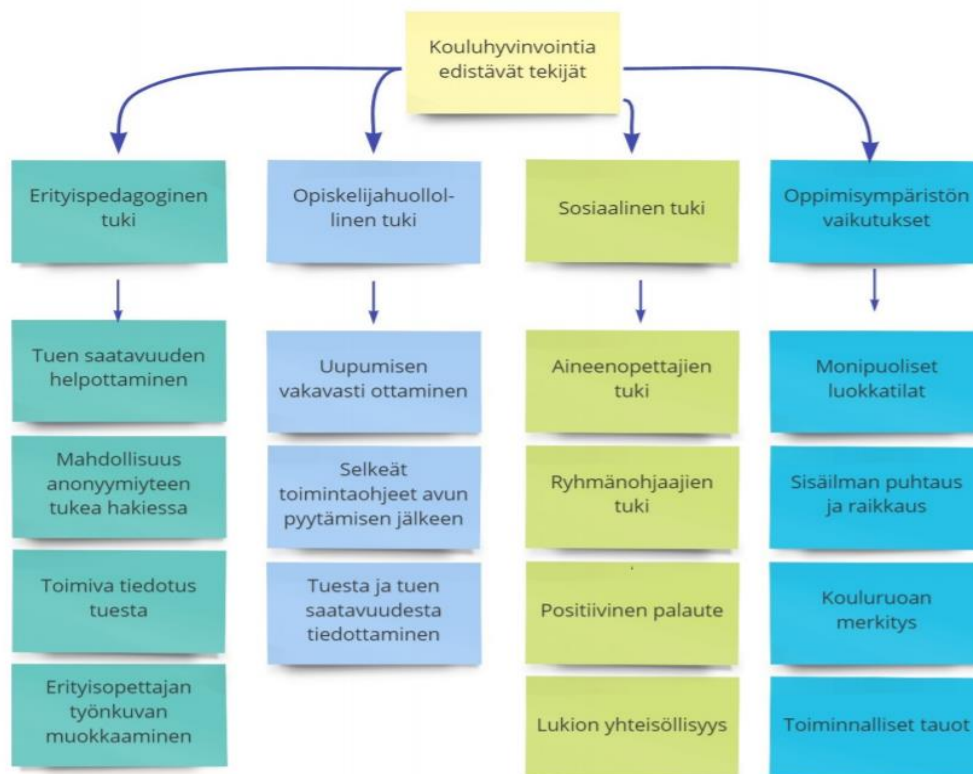 Kouluhyvinvointia
edistävät tekijät
Erityispedagoginen
tuki
Opiskelijahuollol-
linen tuki
Sosiaalinen tuki
Oppimisympäristön
vaikutukset
Tuen saatavuuden
helpottaminen
Uupumisen
vakavasti ottaminen
Aineenopettajien
tuki
Monipuoliset
luokkatilat
Mahdollisuus
anonyymiyteen
tukea hakiessa
Selkeät
toimintaohjeet avun
pyytämisen jälkeen
Ryhmänohjaajien
tuki
Sisäilman puhtaus
ja raikkaus
Toimiva tiedotus
tuesta
Tuesta ja tuen
saatavuudesta
tiedottaminen
Positiivinen palaute
Kouluruoan
merkitys
Erityisopettajan
työnkuvan
muokkaaminen
Lukion yhteisöllisyys
Toiminnalliset tauot